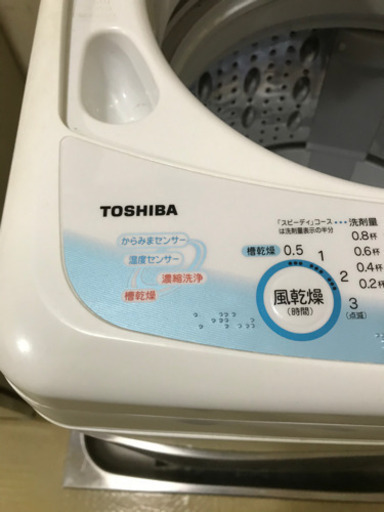 TOSHIBA
からみまセンサー
温度センサー
濃縮洗浄
槽乾燥
「スピーディ」コース
は洗剤量表示の半分
洗剤量
0.8杯
0.6杯
0.4杯
0.2杯
槽乾燥 0.5 1 2 3
(点滅)
風乾燥
(時間)